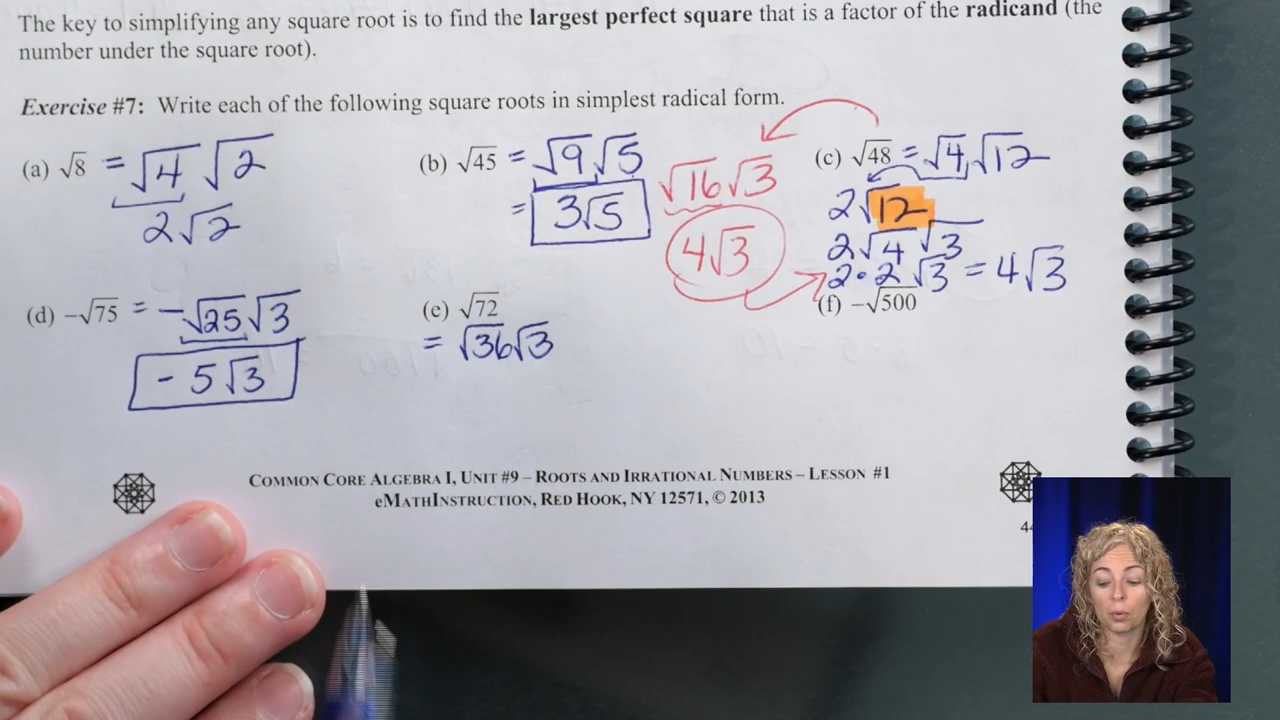 The key to simplifying any square root is to find the largest perfect square that is a factor of the radicand (the
number under the square root).
Exercise #7: Write each of the following square roots in simplest radical form.
(a) √8 = √4 √2
2√2
(b) √45 = √9 √5
= 3√5
√16 √3
4√3
(c) √48 = √4 √12
2√12
2√4 √3
2·2 √3 = 4√3
(d) -√75 = -√25 √3
- 5√3
(e) √72
= √36 √3
(f) -√500
COMMON CORE ALGEBRA I, UNIT #9 – ROOTS AND IRRATIONAL NUMBERS – LESSON #1
eMATHINSTRUCTION, RED HOOK, NY 12571, © 2013